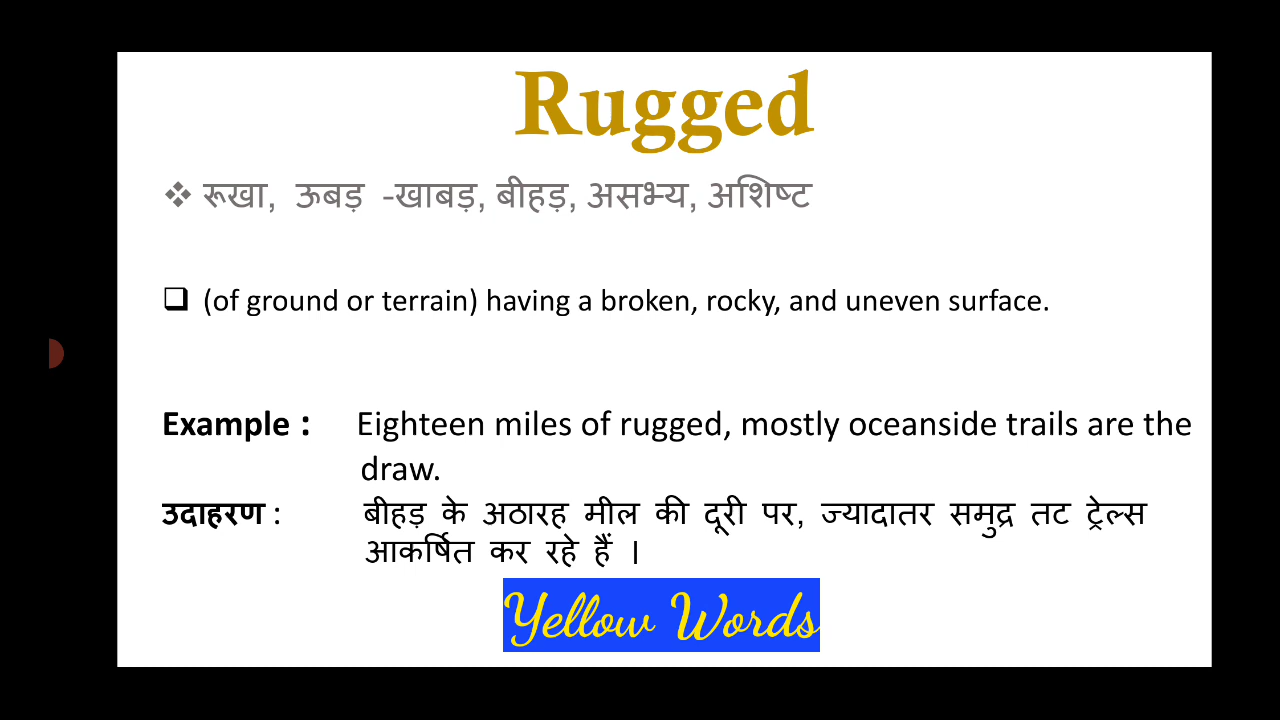 Rugged
❖ रूखा, ऊबड़ -खाबड़, बीहड़, असभ्य, अशिष्ट
❑ (of ground or terrain) having a broken, rocky, and uneven surface.
Example : Eighteen miles of rugged, mostly oceanside trails are the
draw.
उदाहरण : बीहड़ के अठारह मील की दूरी पर, ज्यादातर समुद्र तट ट्रेल्स
आकर्षित कर रहे हैं ।
Yellow Words